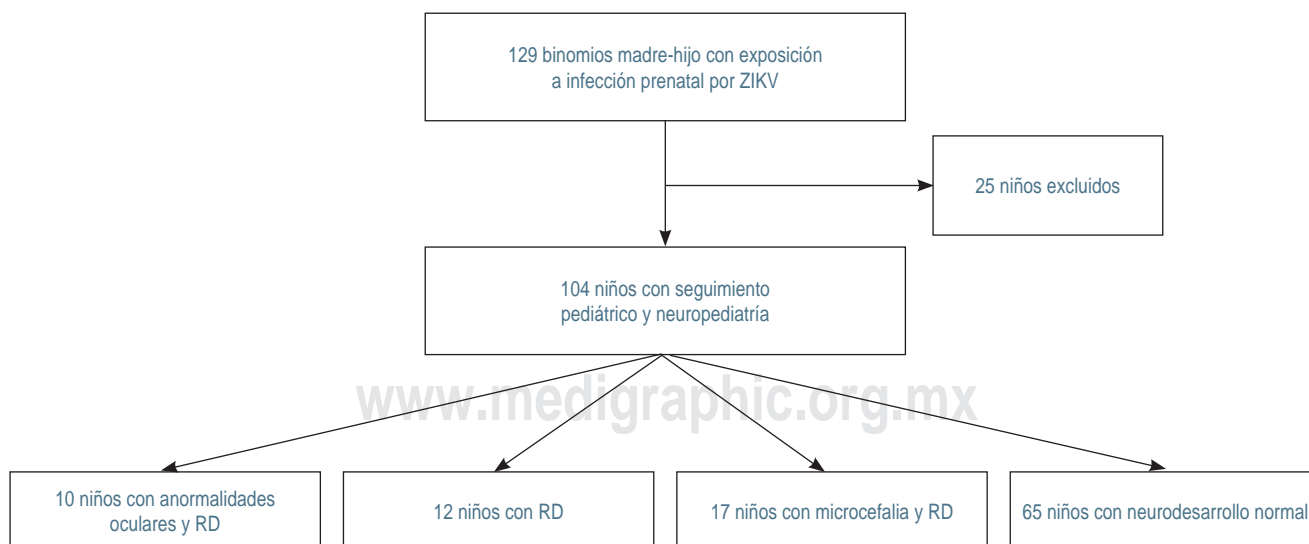 129 binomios madre-hijo con exposición
a infección prenatal por ZIKV
25 niños excluidos
104 niños con seguimiento
pediátrico y neuropediatría
www.medigraphic.org.mx
10 niños con anormalidades
oculares y RD
12 niños con RD
17 niños con microcefalia y RD
65 niños con neurodesarrollo normal